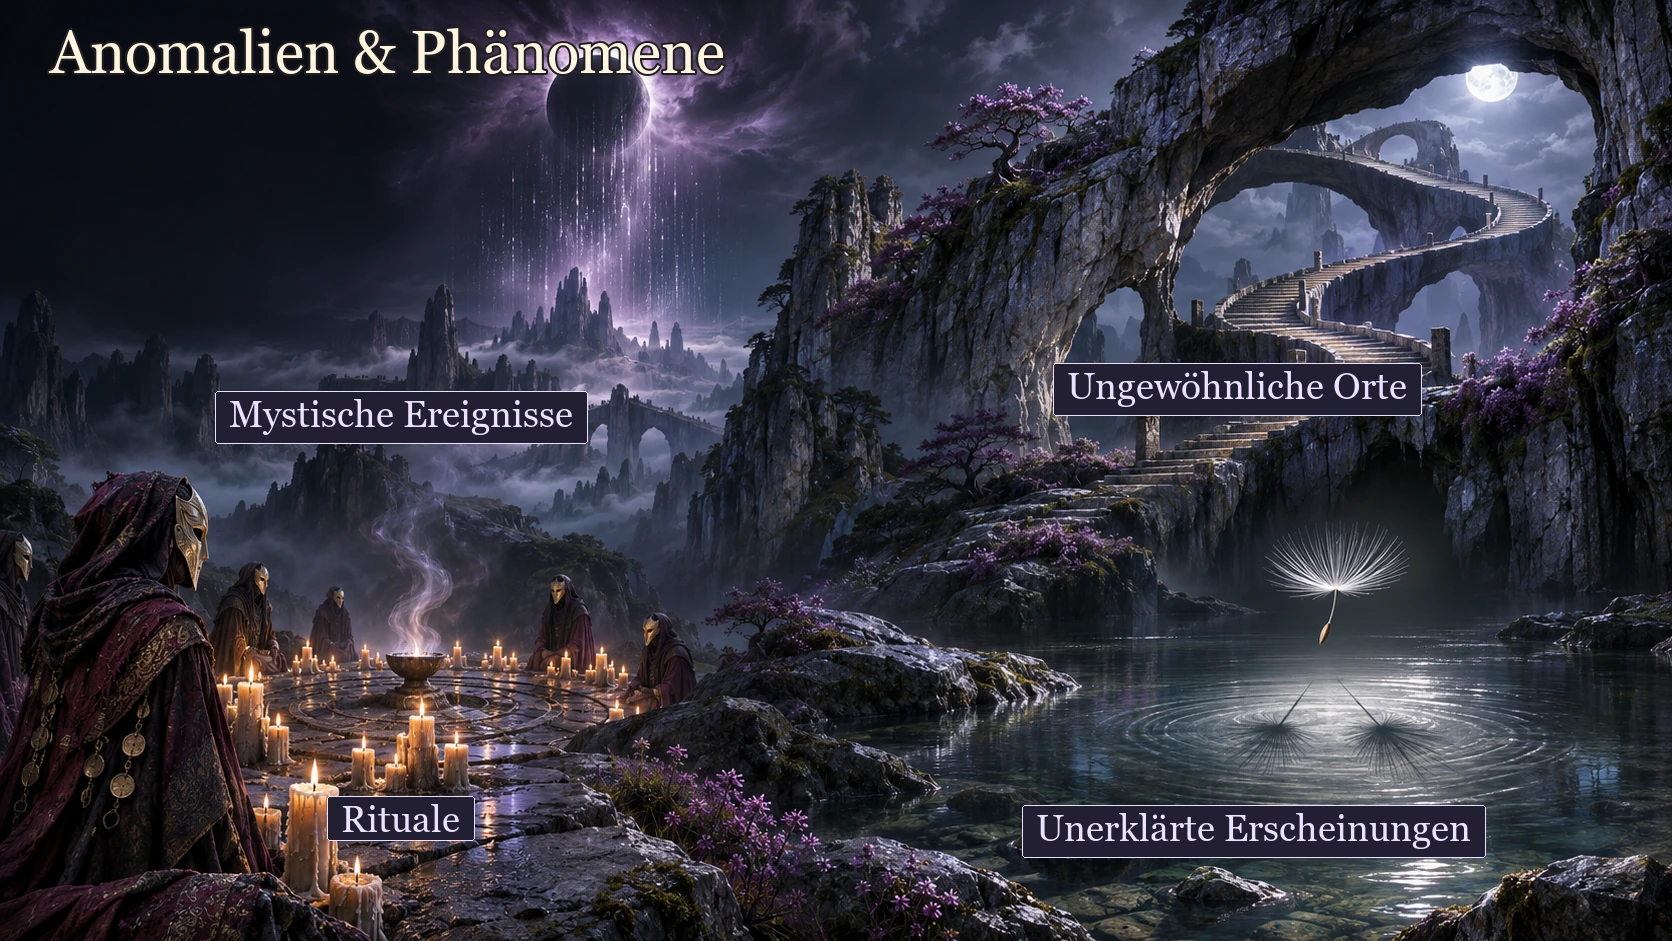 Anomalien & Phänomene
Mystische Ereignisse
Ungewöhnliche Orte
Rituale
Unerklärte Erscheinungen